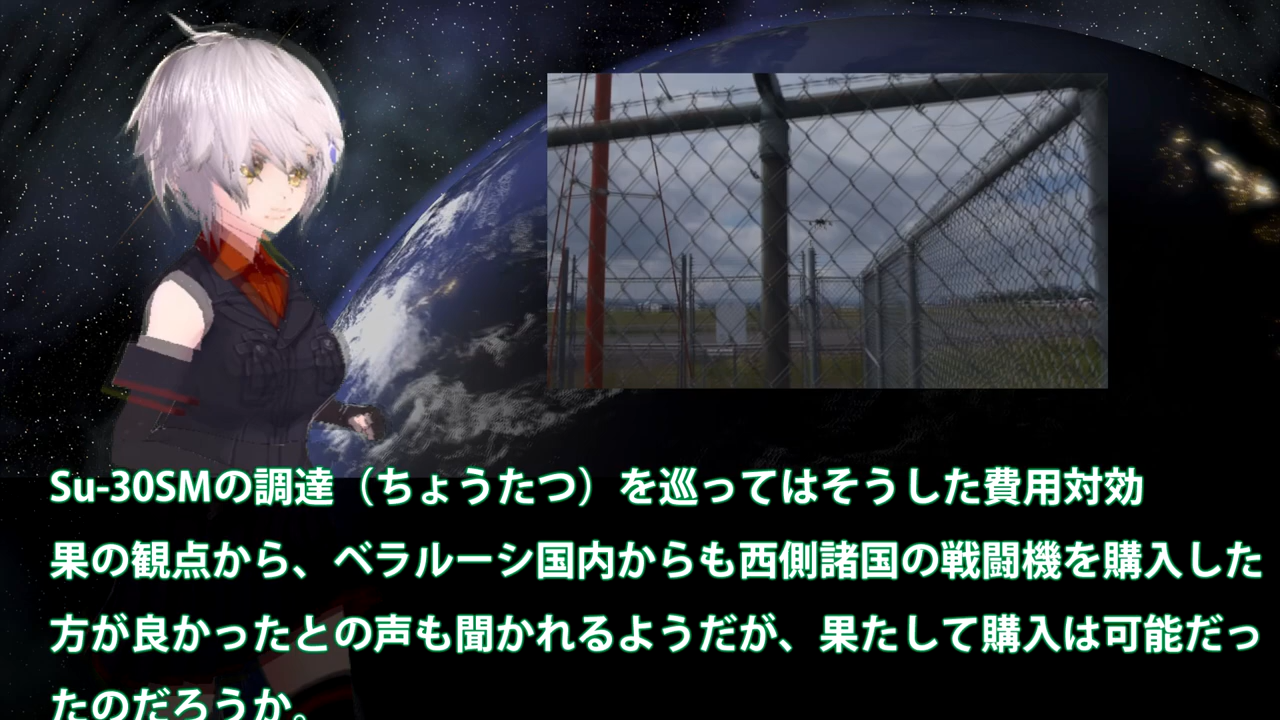 Su-30SMの調達（ちょうたつ）を巡ってはそうした費用対効
果の観点から、ベラルーシ国内からも西側諸国の戦闘機を購入した
方が良かったとの声も聞かれるようだが、果たして購入は可能だっ
たのだろうか。